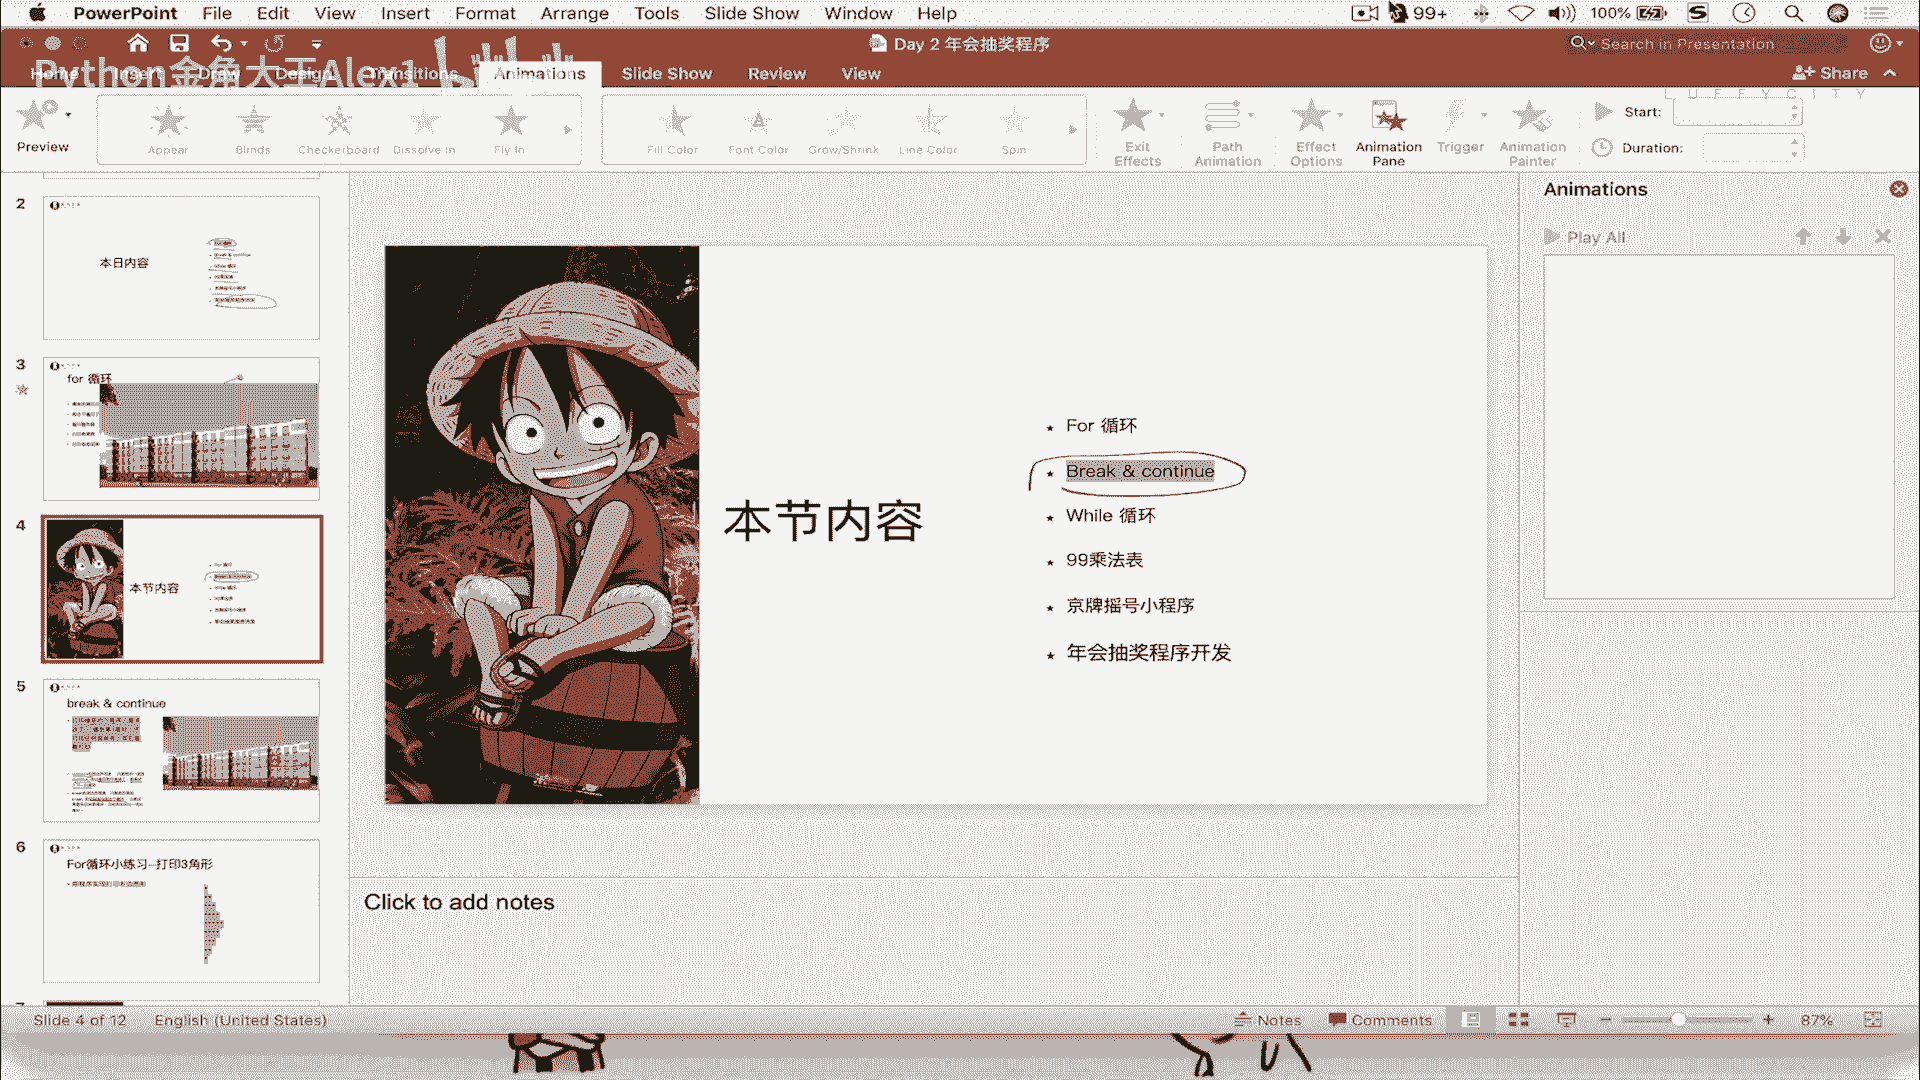 PowerPoint File Edit View Insert Format Arrange Tools Slide Show Window Help 99+ 100%
Day 2 年会抽奖程序
Search in Presentation
Python金角大王Alex1 bilibili
Home Insert Draw Design Transitions Animations Slide Show Review View
Share
LUFFYCITY
Preview
Appear Blinds Checkerboard Dissolve In Fly In
Fill Color Font Color Grow/Shrink Line Color Spin
Exit Effects
Path Animation
Effect Options
Animation Pane
Trigger
Animation Painter
Start:
Duration:
2
本日内容
3
for 循环
4
本节内容
5
break & continue
6
For循环小练习—打印3角形
本节内容
For 循环
Break & continue
While 循环
99乘法表
京牌摇号小程序
年会抽奖程序开发
Animations
Play All
Click to add notes
Slide 4 of 12 English (United States) Notes Comments 87%